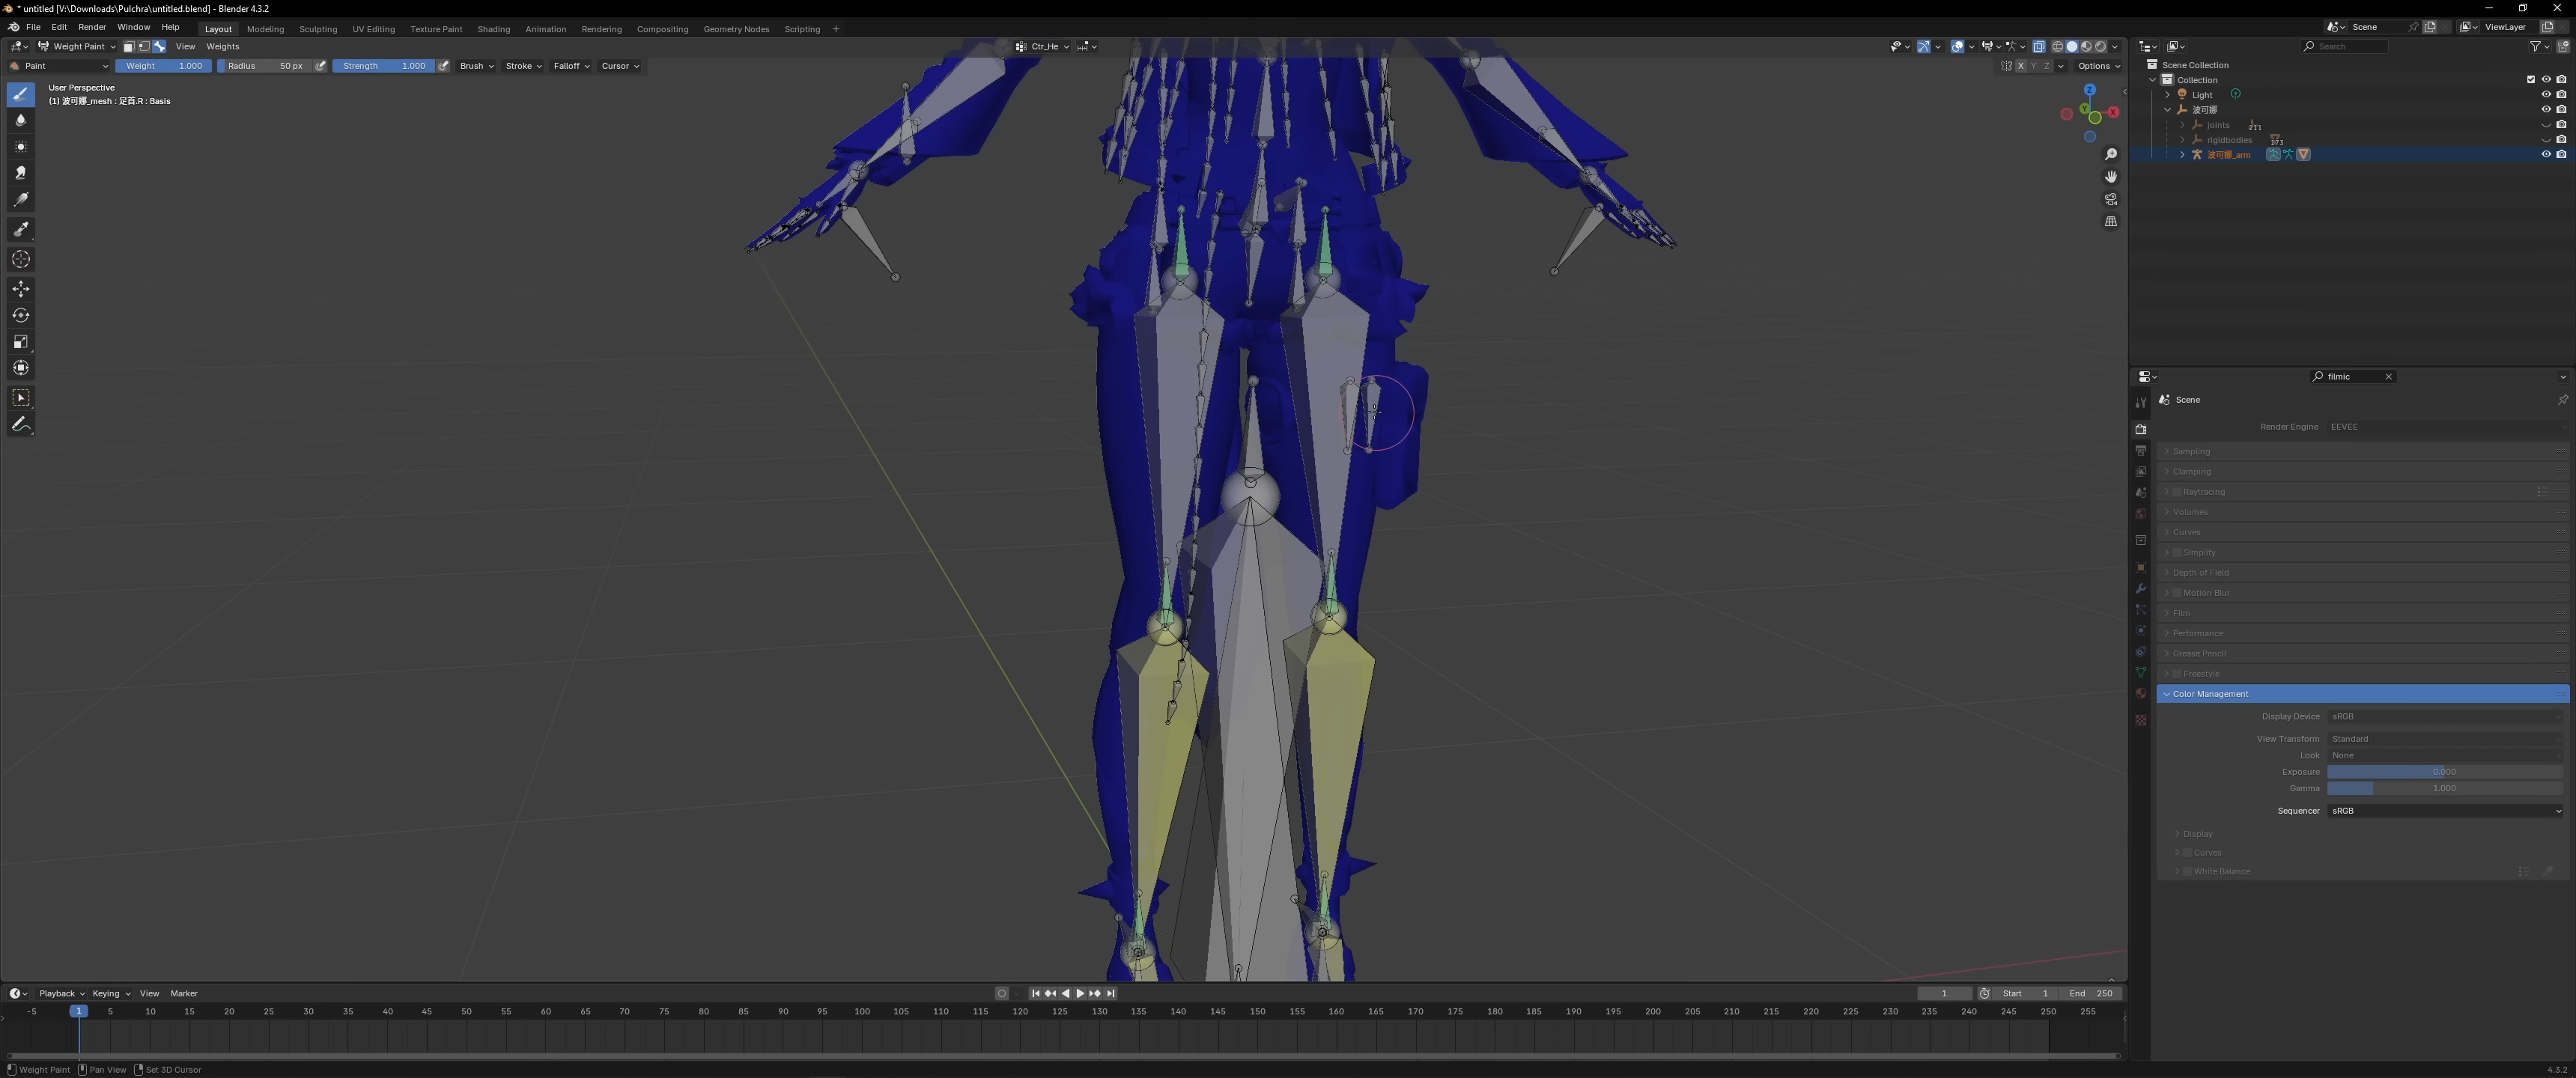 * untitled [V:\Downloads\Pulchra\untitled.blend] - Blender 4.3.2
File Edit Render Window Help Layout Modeling Sculpting UV Editing Texture Paint Shading Animation Rendering Compositing Geometry Nodes Scripting + Scene ViewLayer
Weight Paint View Weights Ctr_He Search
Paint Weight 1.000 Radius 50 px Strength 1.000 Brush Stroke Falloff Cursor X Y Z Options
User Perspective
(1) 波可娜_mesh : 足首.R : Basis
Z
Y
X
Scene Collection
Collection
Light
波可娜
joints 211
rigidbodies 173
波可娜_arm
filmic
Scene
Render Engine EEVEE
Sampling
Clamping
Raytracing
Volumes
Curves
Simplify
Depth of Field
Motion Blur
Film
Performance
Grease Pencil
Freestyle
Color Management
Display Device sRGB
View Transform Standard
Look None
Exposure 0.000
Gamma 1.000
Sequencer sRGB
Display
Curves
White Balance
Playback Keying View Marker 1 Start 1 End 250
-5 1 5 10 15 20 25 30 35 40 45 50 55 60 65 70 75 80 85 90 95 100 105 110 115 120 125 130 135 140 145 150 155 160 165 170 175 180 185 190 195 200 205 210 215 220 225 230 235 240 245 250 255
Weight Paint Pan View Set 3D Cursor 4.3.2